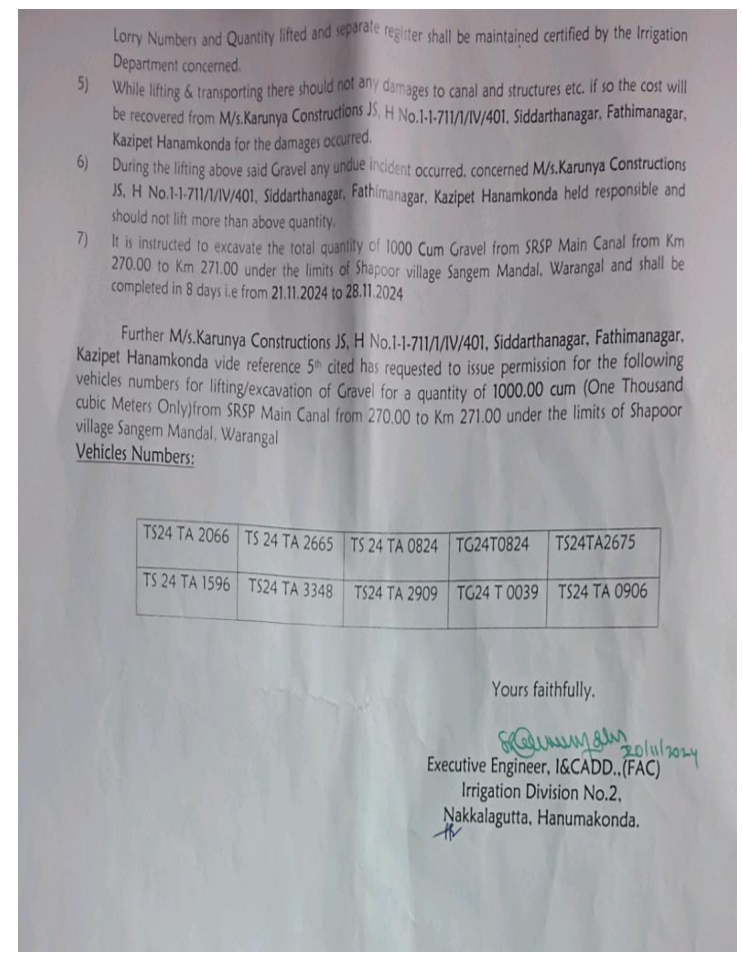 Lorry Numbers and Quantity lifted and separate register shall be maintained certified by the Irrigation
Department concerned.
5) While lifting & transporting there should not any damages to canal and structures etc. if so the cost will
be recovered from M/s.Karunya Constructions JS, H No.1-1-711/1/IV/401, Siddarthanagar, Fathimanagar,
Kazipet Hanamkonda for the damages occurred.
6) During the lifting above said Gravel any undue incident occurred, concerned M/s.Karunya Constructions
JS, H No.1-1-711/1/IV/401, Siddarthanagar, Fathimanagar, Kazipet Hanamkonda held responsible and
should not lift more than above quantity.
7) It is instructed to excavate the total quantity of 1000 Cum Gravel from SRSP Main Canal from Km
270.00 to Km 271.00 under the limits of Shapoor village Sangem Mandal, Warangal and shall be
completed in 8 days i.e from 21.11.2024 to 28.11.2024
Further M/s.Karunya Constructions JS, H No.1-1-711/1/IV/401, Siddarthanagar, Fathimanagar,
Kazipet Hanamkonda vide reference 5th cited has requested to issue permission for the following
vehicles numbers for lifting/excavation of Gravel for a quantity of 1000.00 cum (One Thousand
cubic Meters Only)from SRSP Main Canal from 270.00 to Km 271.00 under the limits of Shapoor
village Sangem Mandal, Warangal
Vehicles Numbers:
TS24 TA 2066 TS 24 TA 2665 TS 24 TA 0824 TG24T0824 TS24TA2675
TS 24 TA 1596 TS24 TA 3348 TS24 TA 2909 TG24 T 0039 TS24 TA 0906
Yours faithfully,
20/11/2024
Executive Engineer, I&CADD.,(FAC)
Irrigation Division No.2,
Nakkalagutta, Hanumakonda.